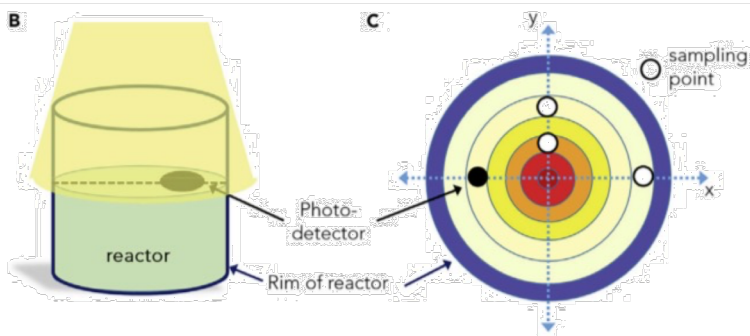 B
C
y
sampling
point
x
Photo-
detector
reactor
Rim of reactor